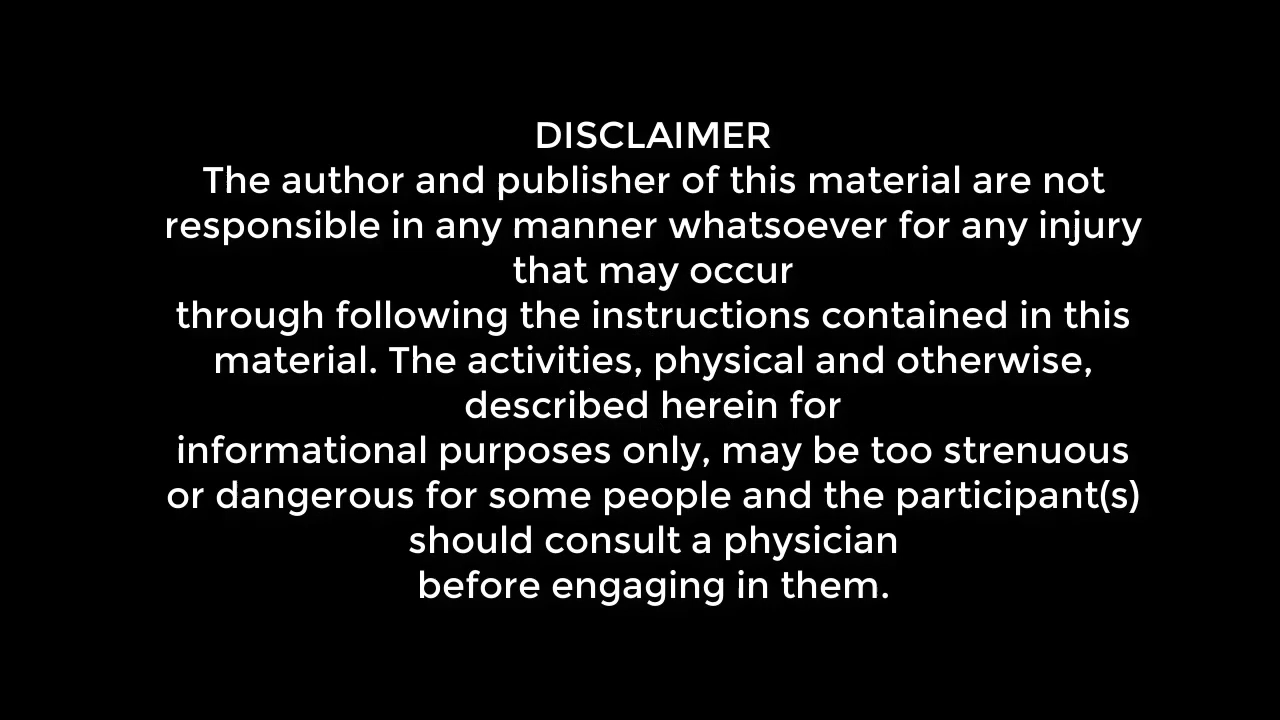 DISCLAIMER
The author and publisher of this material are not
responsible in any manner whatsoever for any injury
that may occur
through following the instructions contained in this
material. The activities, physical and otherwise,
described herein for
informational purposes only, may be too strenuous
or dangerous for some people and the participant(s)
should consult a physician
before engaging in them.